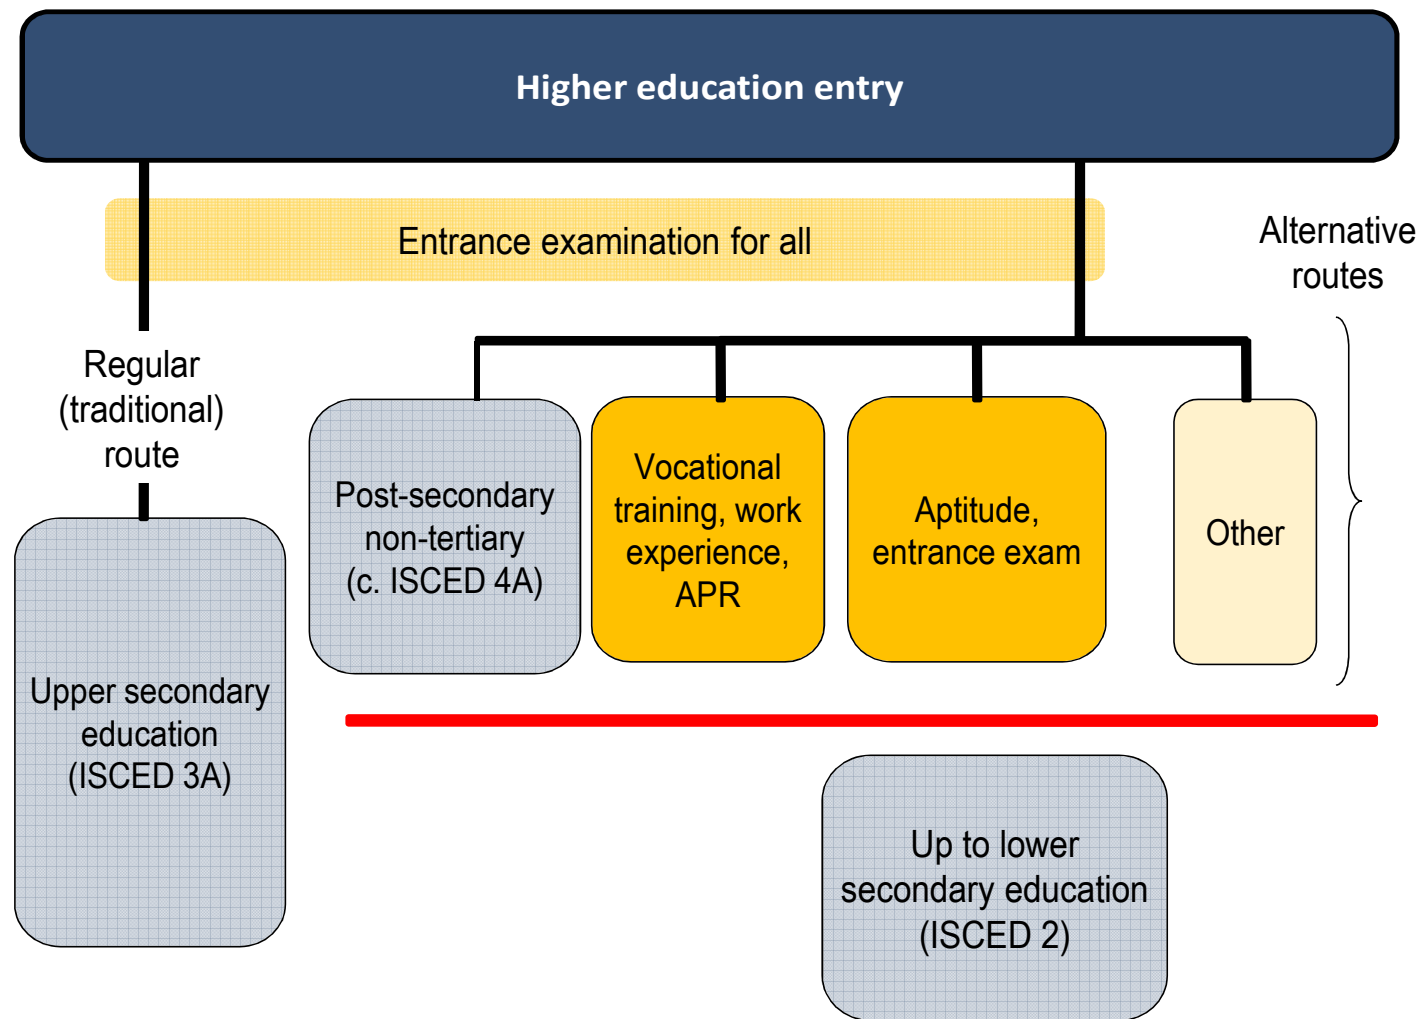 Higher education entry
Entrance examination for all
Alternative
routes
Regular
(traditional)
route
Post-secondary
non-tertiary
(c. ISCED 4A)
Vocational
training, work
experience,
APR
Aptitude,
entrance exam
Other
Upper secondary
education
(ISCED 3A)
Up to lower
secondary education
(ISCED 2)